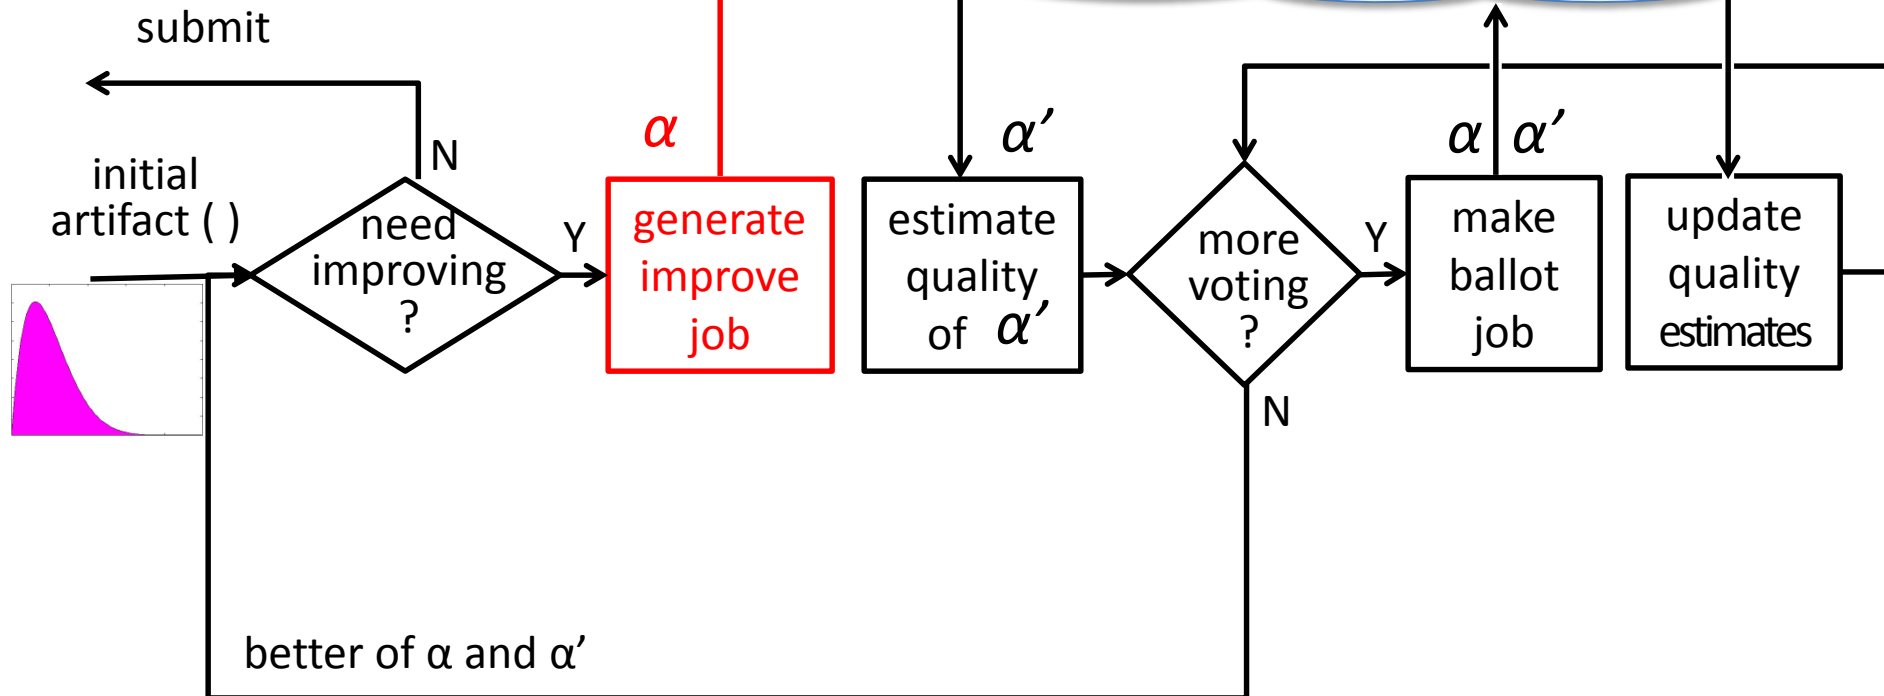 submit
initial
artifact ( )
N
need
improving
?
Y
α
generate
improve
job
α’
estimate
quality
of α’
more
voting
?
Y
N
α α’
make
ballot
job
update
quality
estimates
better of α and α’